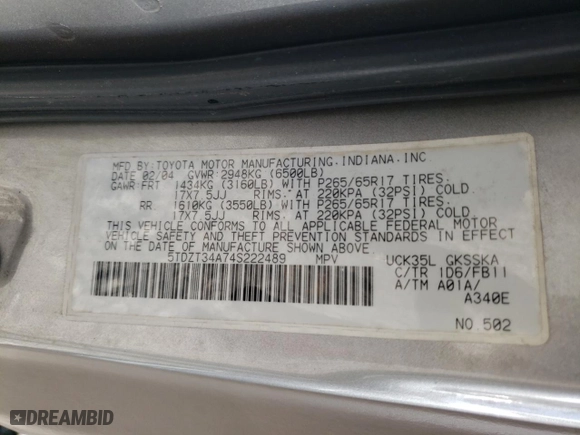 MFD.BY:TOYOTA MOTOR MANUFACTURING.INDIANA.INC
DATE 02/04 GVWR 2948KG (6500LB)
GAWR:FRT 1434KG (3160LB) WITH P265/65R17 TIRES.
17X7.5JJ RIMS. AT 220KPA (32PSI) COLD
RR 1610KG (3550LB) WITH P265/65R17 TIRES.
17X7.5JJ RIMS. AT 220KPA (32PSI) COLD.
THIS VEHICLE CONFORMS TO ALL APPLICABLE FEDERAL MOTOR
VEHICLE SAFETY AND THEFT PREVENTION STANDARDS IN EFFECT
ON THE DATE OF MANUFACTURE SHOWN ABOVE.
5TDZT34A74S222489 MPV UCK35L GKSSKA
C/TR 1D6/FB11
A/TM A01A/
A340E
NO.502
DREAMBID